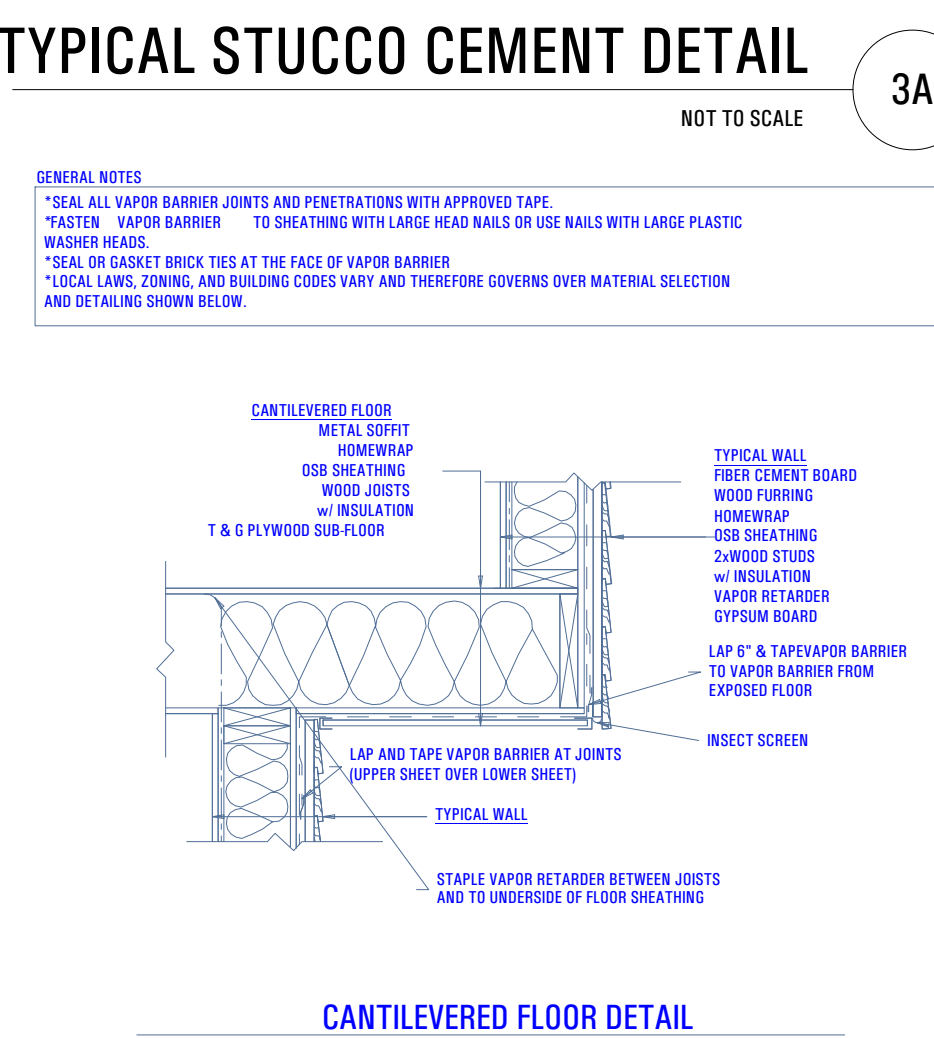 TYPICAL STUCCO CEMENT DETAIL
3A
NOT TO SCALE
GENERAL NOTES
*SEAL ALL VAPOR BARRIER JOINTS AND PENETRATIONS WITH APPROVED TAPE.
*FASTEN VAPOR BARRIER TO SHEATHING WITH LARGE HEAD NAILS OR USE NAILS WITH LARGE PLASTIC
WASHER HEADS.
*SEAL OR GASKET BRICK TIES AT THE FACE OF VAPOR BARRIER
*LOCAL LAWS, ZONING, AND BUILDING CODES VARY AND THEREFORE GOVERNS OVER MATERIAL SELECTION
AND DETAILING SHOWN BELOW.
CANTILEVERED FLOOR
METAL SOFFIT
HOMEWRAP
OSB SHEATHING
WOOD JOISTS
w/ INSULATION
T & G PLYWOOD SUB-FLOOR
TYPICAL WALL
FIBER CEMENT BOARD
WOOD FURRING
HOMEWRAP
OSB SHEATHING
2xWOOD STUDS
w/ INSULATION
VAPOR RETARDER
GYPSUM BOARD
LAP 6" & TAPEVAPOR BARRIER
TO VAPOR BARRIER FROM
EXPOSED FLOOR
INSECT SCREEN
LAP AND TAPE VAPOR BARRIER AT JOINTS
(UPPER SHEET OVER LOWER SHEET)
TYPICAL WALL
STAPLE VAPOR RETARDER BETWEEN JOISTS
AND TO UNDERSIDE OF FLOOR SHEATHING
CANTILEVERED FLOOR DETAIL